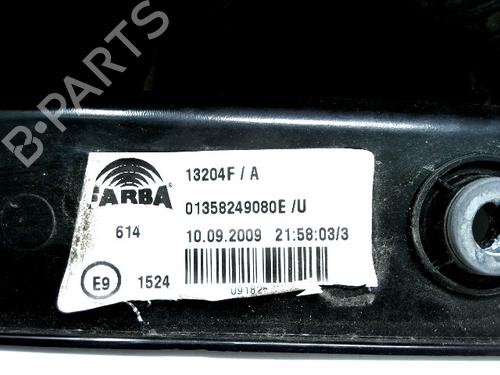 B-PARTS
13204F / A
ARBA
01358249080E /U
614
10.09.2009 21:58:03/3
E9
1524